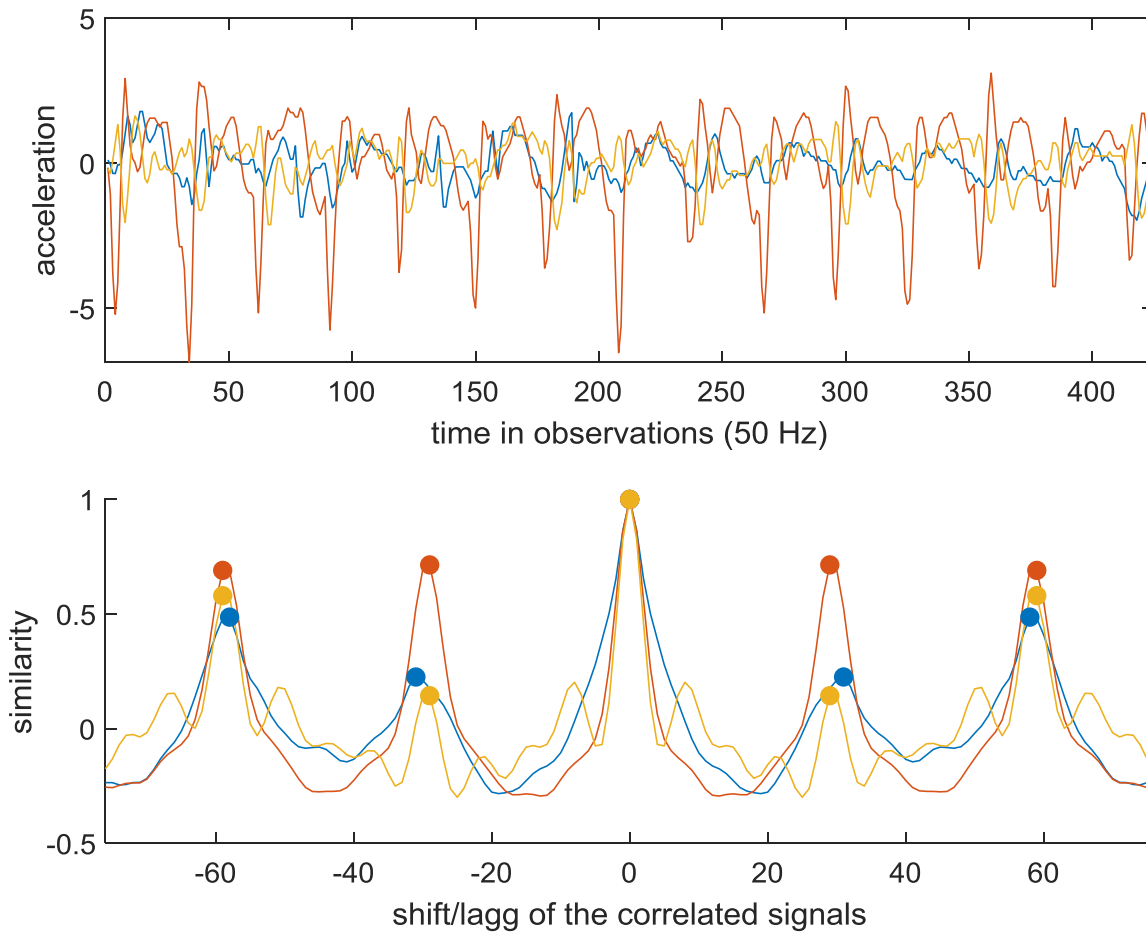 5
0
-5
acceleration
0 50 100 150 200 250 300 350 400
time in observations (50 Hz)
1
0.5
0
-0.5
similarity
-60 -40 -20 0 20 40 60
shift/lagg of the correlated signals